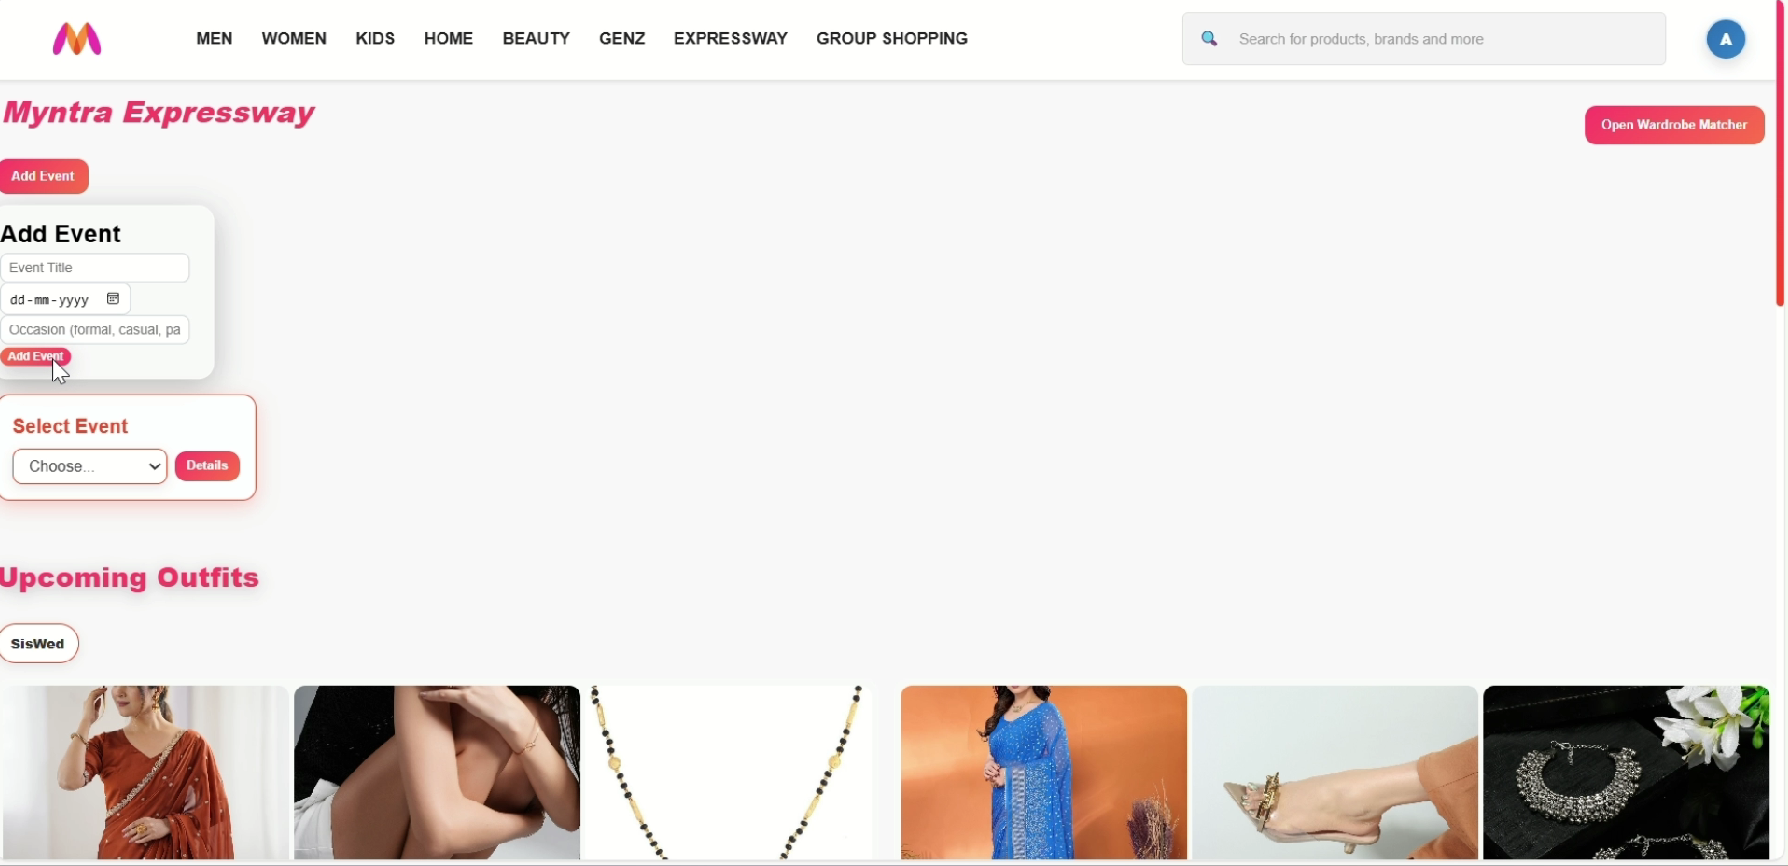 MEN WOMEN KIDS HOME BEAUTY GENZ EXPRESSWAY GROUP SHOPPING
Search for products, brands and more
A
Myntra Expressway
Open Wardrobe Matcher
Add Event
Add Event
Event Title
dd-mm-yyyy
Occasion (formal, casual, pa
Add Event
Select Event
Choose...
Details
Upcoming Outfits
SisWed